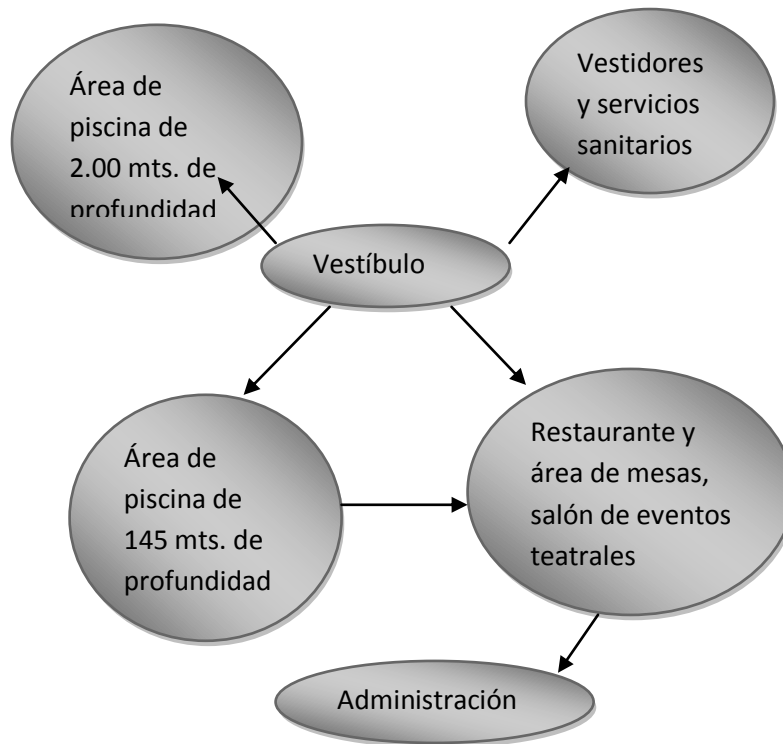 Área de
piscina de
2.00 mts. de
profundidad
Vestidores
y servicios
sanitarios
Vestíbulo
Área de
piscina de
145 mts. de
profundidad
Restaurante y
área de mesas,
salón de eventos
teatrales
Administración